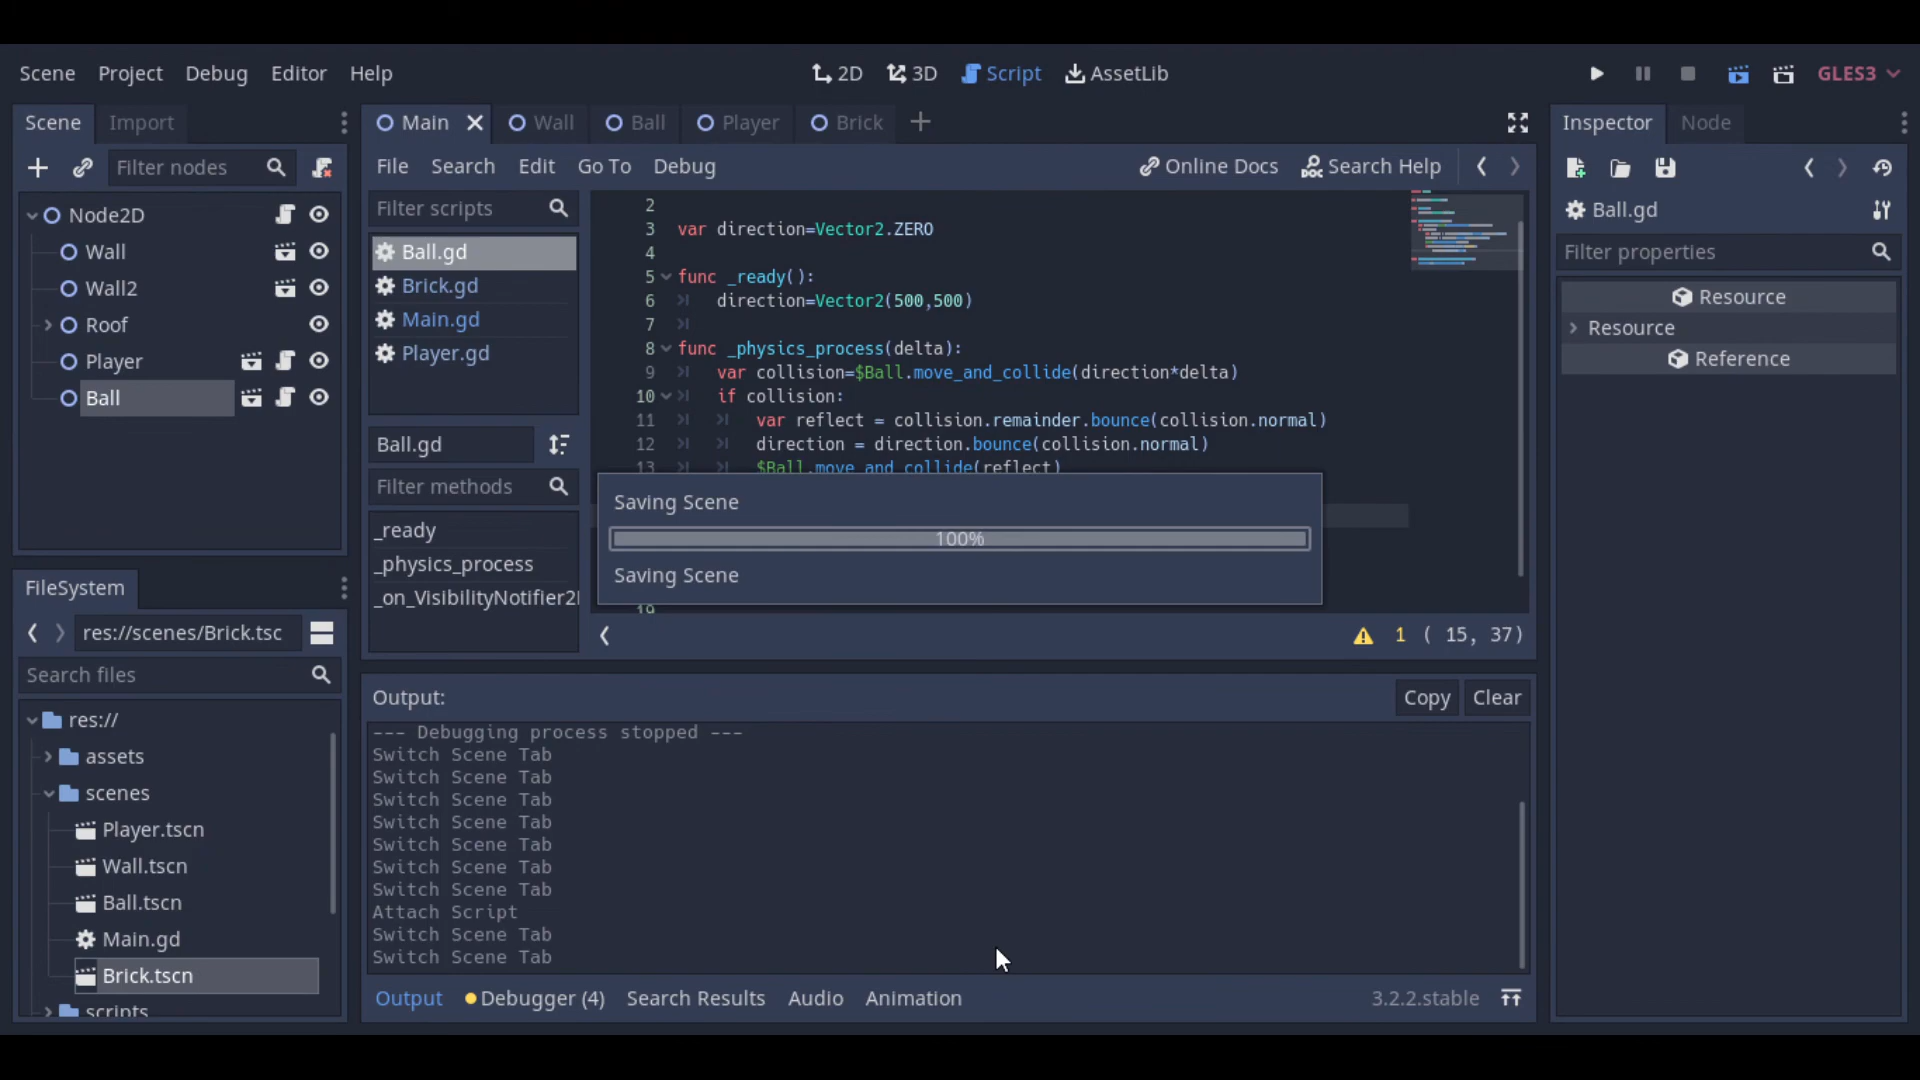 Scene Project Debug Editor Help
2D 3D Script AssetLib
GLES3
Scene Import
Filter nodes
Node2D
Wall
Wall2
Roof
Player
Ball
FileSystem
res://scenes/Brick.tsc
Search files
res://
assets
scenes
Player.tscn
Wall.tscn
Ball.tscn
Main.gd
Brick.tscn
scripts
Main Wall Ball Player Brick
File Search Edit Go To Debug
Online Docs Search Help
Filter scripts
Ball.gd
Brick.gd
Main.gd
Player.gd
Ball.gd
Filter methods
_ready
_physics_process
_on_VisibilityNotifier2
2
3 var direction=Vector2.ZERO
4
5 func _ready():
6 direction=Vector2(500,500)
7
8 func _physics_process(delta):
9 var collision=$Ball.move_and_collide(direction*delta)
10 if collision:
11 var reflect = collision.remainder.bounce(collision.normal)
12 direction = direction.bounce(collision.normal)
13 $Ball.move_and_collide(reflect)
Saving Scene
100%
Saving Scene
19
1 ( 15, 37)
Output:
Copy Clear
--- Debugging process stopped ---
Switch Scene Tab
Switch Scene Tab
Switch Scene Tab
Switch Scene Tab
Switch Scene Tab
Switch Scene Tab
Switch Scene Tab
Attach Script
Switch Scene Tab
Switch Scene Tab
Output Debugger (4) Search Results Audio Animation
3.2.2.stable
Inspector Node
Ball.gd
Filter properties
Resource
Resource
Reference